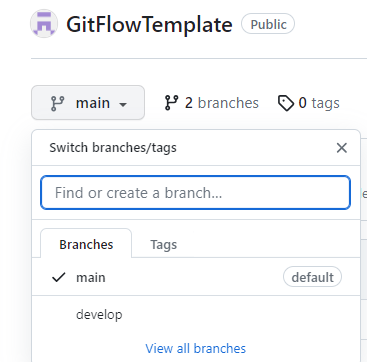 GitFlowTemplate Public
main 2 branches 0 tags
Switch branches/tags
Find or create a branch...
Branches Tags
main default
develop
View all branches